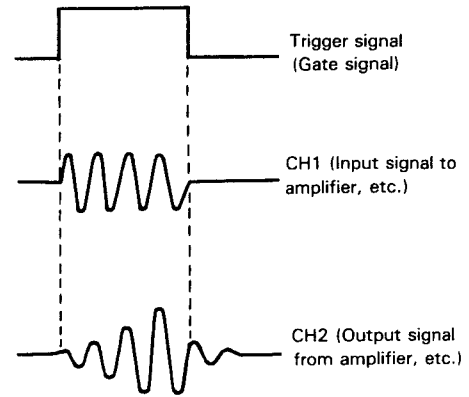 Trigger signal
(Gate signal)
CH1 (Input signal to
amplifier, etc.)
CH2 (Output signal
from amplifier, etc.)